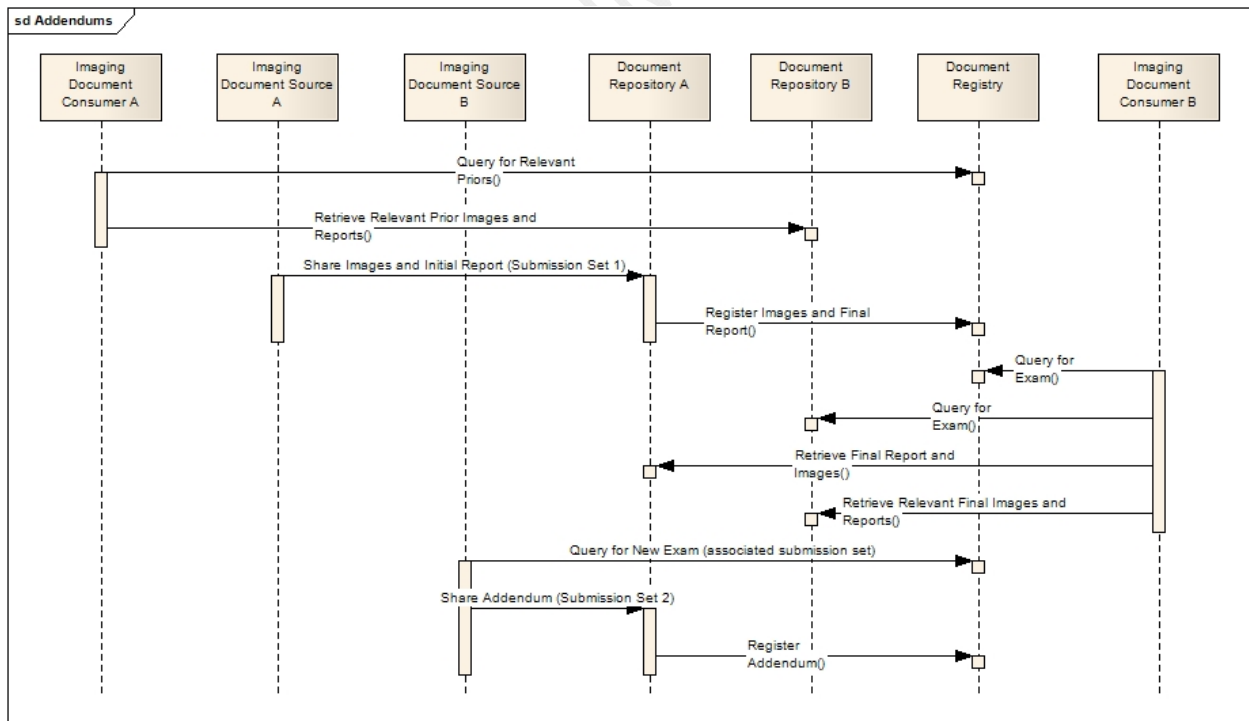 sd Addendums
Imaging
Document
Consumer A
Imaging
Document Source
A
Imaging
Document Source
B
Document
Repository A
Document
Repository B
Document
Registry
Imaging
Document
Consumer B
Query for Relevant
Priors()
Retrieve Relevant Prior Images and
Reports()
Share Images and Initial Report (Submission Set 1)
Register Images and Final
Report()
Query for
Exam()
Query for
Exam()
Retrieve Final Report and
Images()
Retrieve Relevant Final Images and
Reports()
Query for New Exam (associated submission set)
Share Addendum (Submission Set 2)
Register
Addendum()